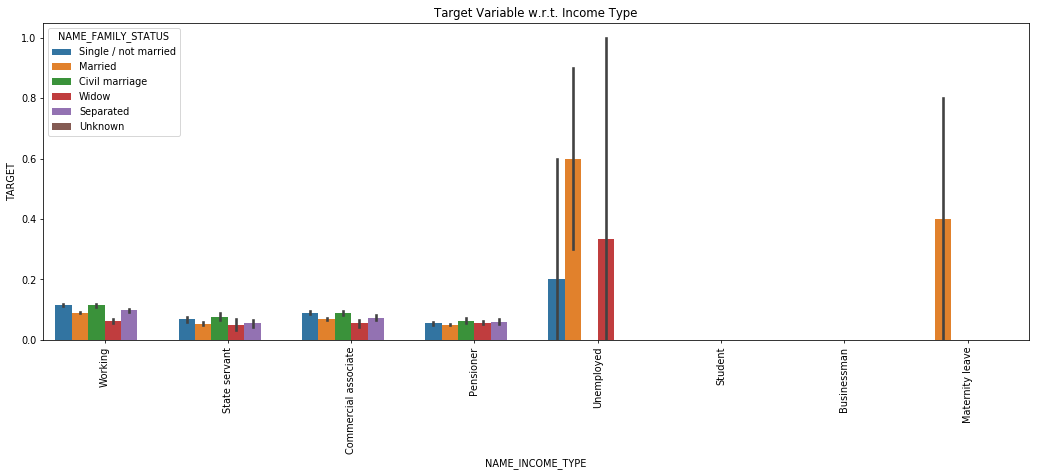 Target Variable w.r.t. Income Type
NAME_FAMILY_STATUS
Single / not married
Married
Civil marriage
Widow
Separated
Unknown
TARGET
1.0
0.8
0.6
0.4
0.2
0.0
Working
State servant
Commercial associate
Pensioner
Unemployed
Student
Businessman
Maternity leave
NAME_INCOME_TYPE